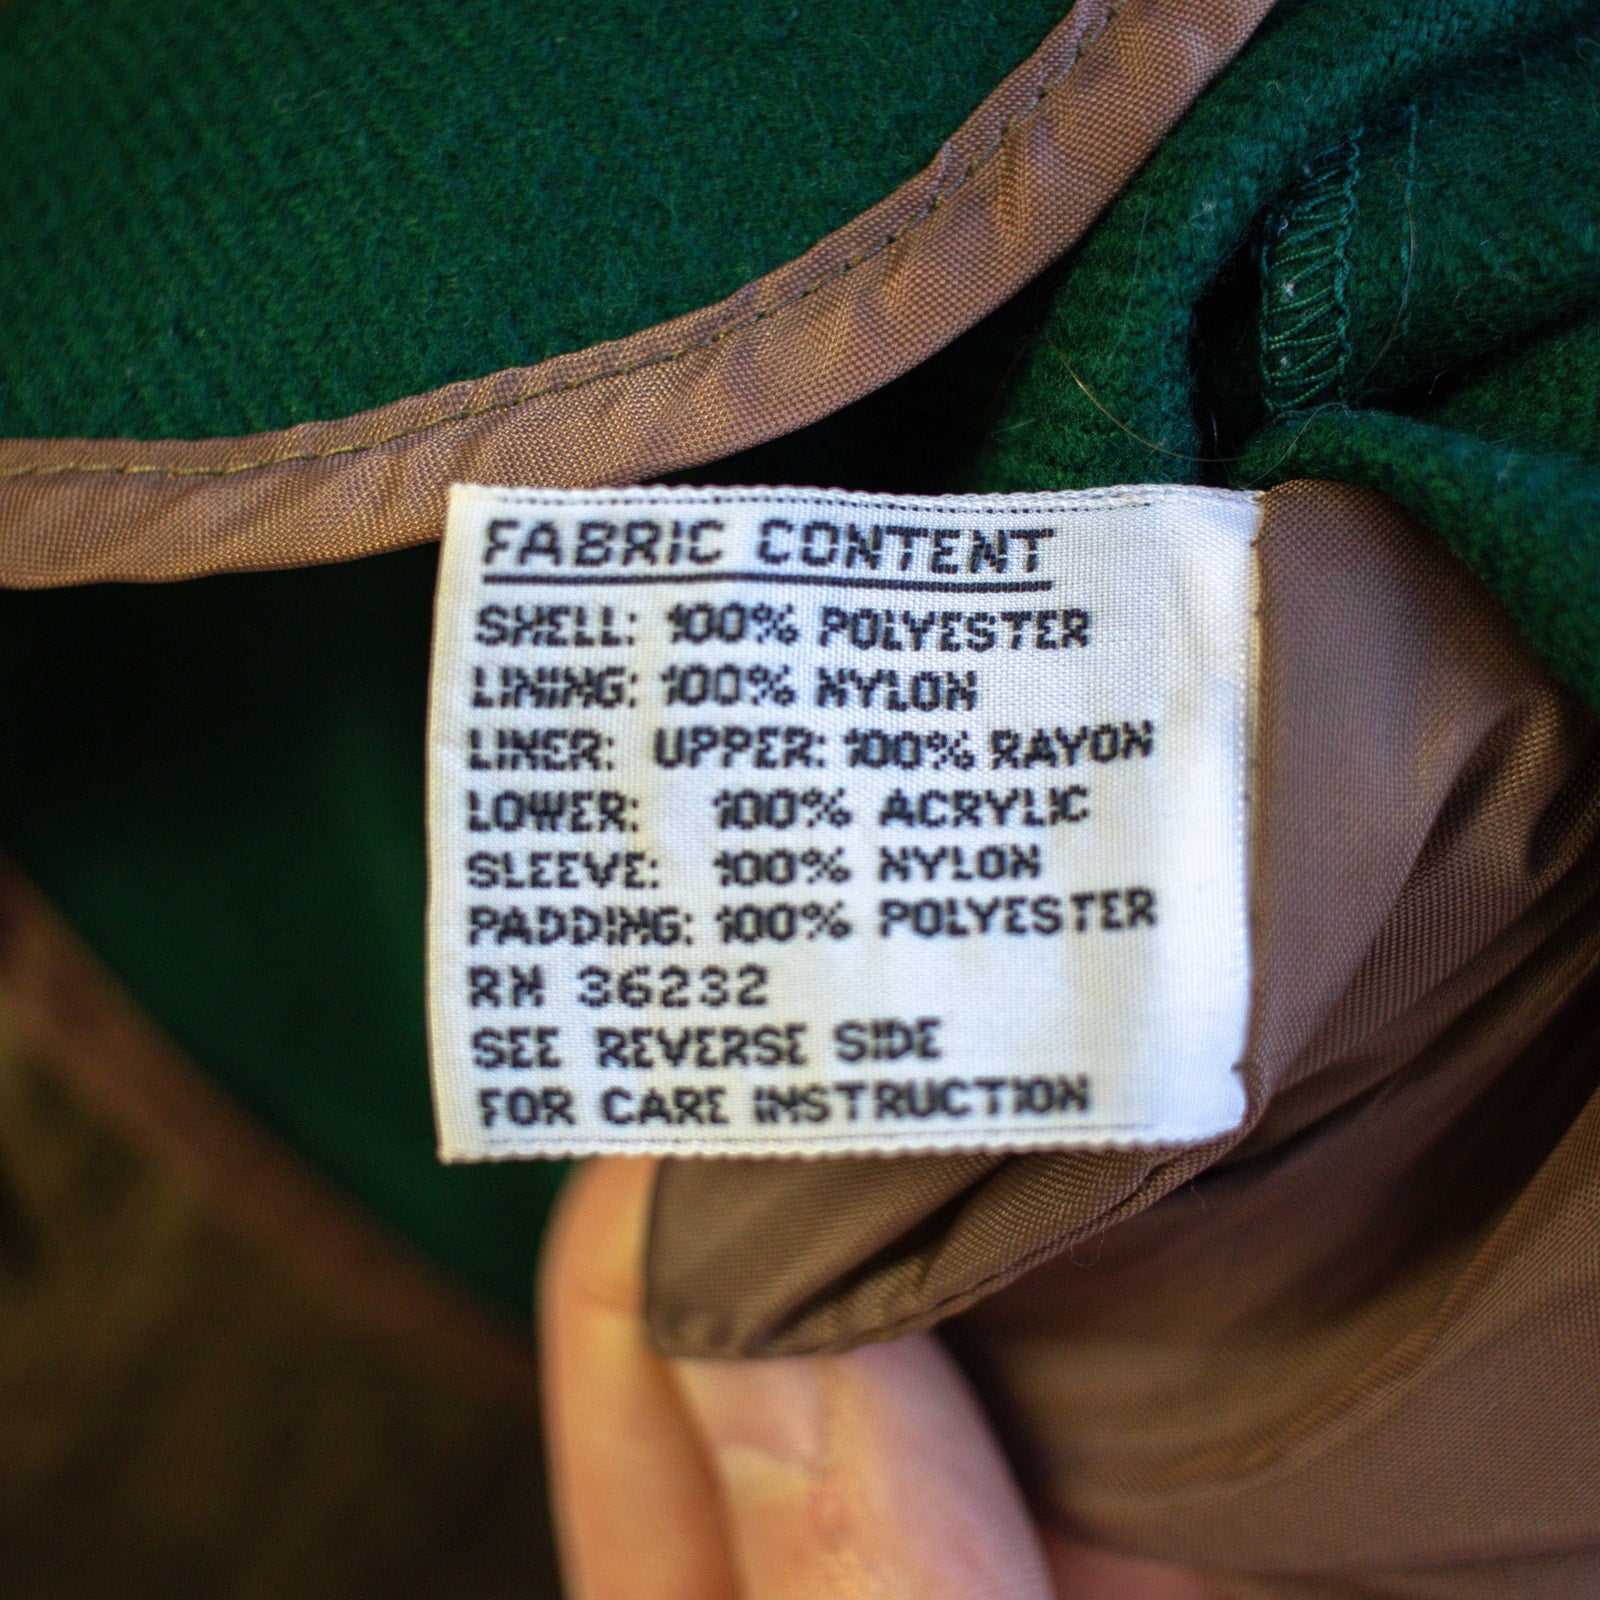 FABRIC CONTENT
SHELL: 100% POLYESTER
LINING: 100% NYLON
LINER: UPPER: 100% RAYON
LOWER: 100% ACRYLIC
SLEEVE: 100% NYLON
PADDING: 100% POLYESTER
RN 36232
SEE REVERSE SIDE
FOR CARE INSTRUCTION